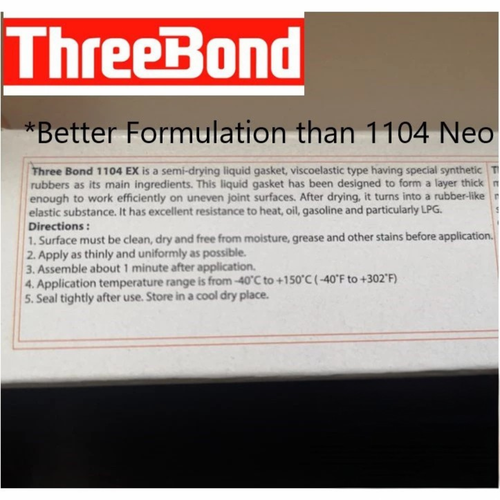 ThreeBond
*Better Formulation than 1104 Neo
Three Bond 1104 EX is a semi-drying liquid gasket, viscoelastic type having special synthetic
rubbers as its main ingredients. This liquid gasket has been designed to form a layer thick
enough to work efficiently on uneven joint surfaces. After drying, it turns into a rubber-like
elastic substance. It has excellent resistance to heat, oil, gasoline and particularly LPG.
Directions :
1. Surface must be clean, dry and free from moisture, grease and other stains before application.
2. Apply as thinly and uniformly as possible.
3. Assemble about 1 minute after application.
4. Application temperature range is from -40°C to +150°C ( -40°F to +302°F)
5. Seal tightly after use. Store in a cool dry place.